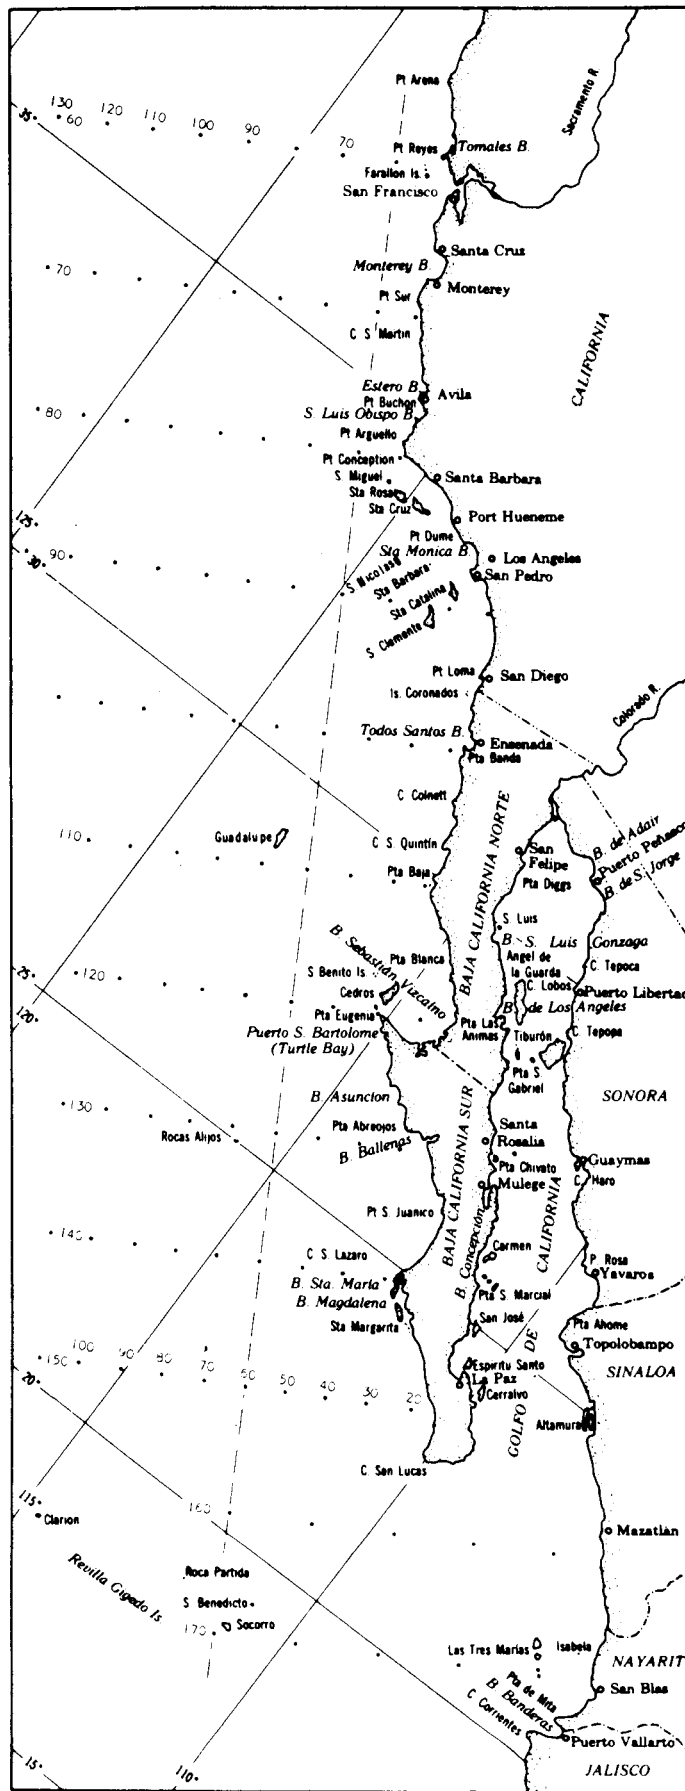 Pt Arena
Sacramento R.
35°
130 120 110 100 90 70
60
Pt Reyes
Tomales B.
Farallon Is.
San Francisco
Santa Cruz
Monterey B.
Monterey
70
Pt Sur
C S Martin
CALIFORNIA
Estero B
Avila
Pt Buchon
80
S. Luis Obispo B
Pt Arguello
Pt Conception
S. Miguel
Santa Barbara
Sta Rosa
Sta Cruz
Port Hueneme
125°
Pt Dume
Sta Monica B.
Los Angeles
30°
90
S Nicolas
Sta Barbara
San Pedro
Sta Catalina
S Clemente
Pt Loma
San Diego
Is. Coronados
Colorado R.
Todos Santos B.
Ensenada
Pta Banda
C Colnett
BAJA CALIFORNIA NORTE
110
Guadalupe
C S. Quintín
San
Felipe
B. de Adair
Puerto Peñasco
B de S. Jorge
Pta Baja
Pta Diggs
S. Luis
B. S. Luis Gonzaga
B. Sebastián Vizcaíno
Pta Blanca
Angel de
la Guarda
C. Tepoca
25°
120
S Benito Is
C. Lobos
Cedros
Puerto Libertad
B. de Los Angeles
120°
Pta Eugenia
Pta Las
Animas
Tiburón
C Tepopa
Puerto S. Bartolome
(Turtle Bay)
Pta S.
Gabriel
SONORA
B. Asuncion
130
Rocas Alijos
Pta Abreojos
B. Ballenas
BAJA CALIFORNIA SUR
Santa
Rosalia
Pta Chivato
Guaymas
C. Haro
Mulege
Pt S. Juanico
B. Concepción
GOLFO DE CALIFORNIA
140
C S. Lazaro
Carmen
P. Rosa
Yavaros
B. Sta. María
B. Magdalena
Pta S. Marcial
Sta Margarita
San José
Pta Ahome
Topolobampo
150 100 90 80 70 60 50 40 30 20
20°
Espiritu Santo
La Paz
Cerralvo
SINALOA
Altamura
C. San Lucas
115°
Clarion
160
Mazatlán
Revilla Gigedo Is
Roca Partida
S Benedicto
Socorro
170
Las Tres Marias
Isabela
NAYARIT
Pta de Mita
San Blas
B. Banderas
C. Corrientes
Puerto Vallarto
15°
110°
JALISCO